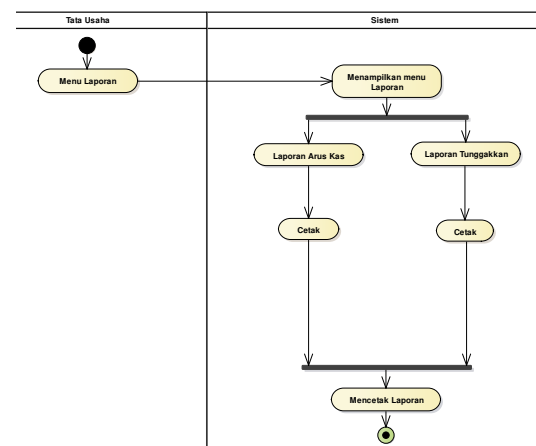 Tata Usaha
Sistem
Menu Laporan
Menampilkan menu
Laporan
Laporan Arus Kas
Laporan Tunggakkan
Cetak
Cetak
Mencetak Laporan